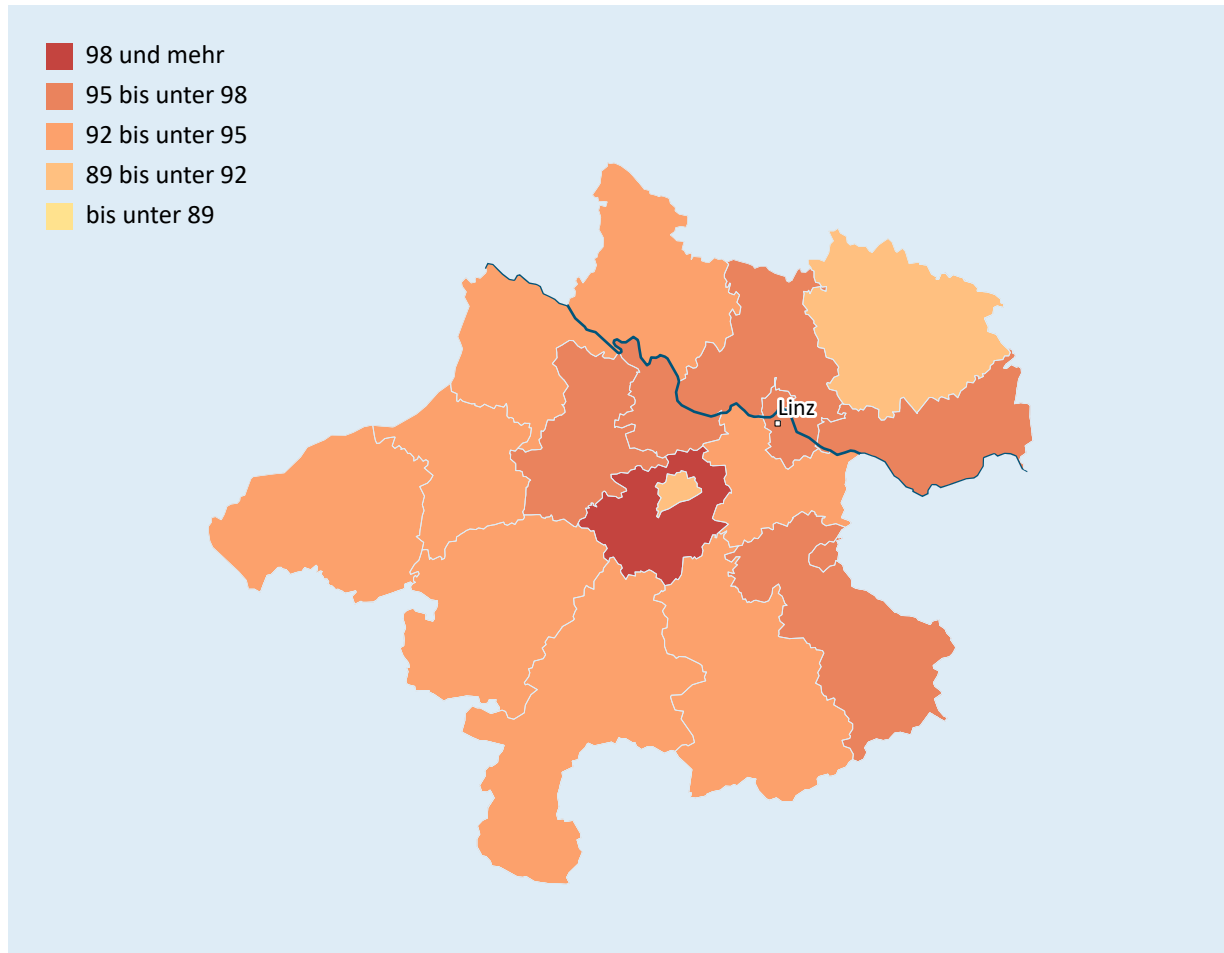 98 und mehr
95 bis unter 98
92 bis unter 95
89 bis unter 92
bis unter 89
Linz